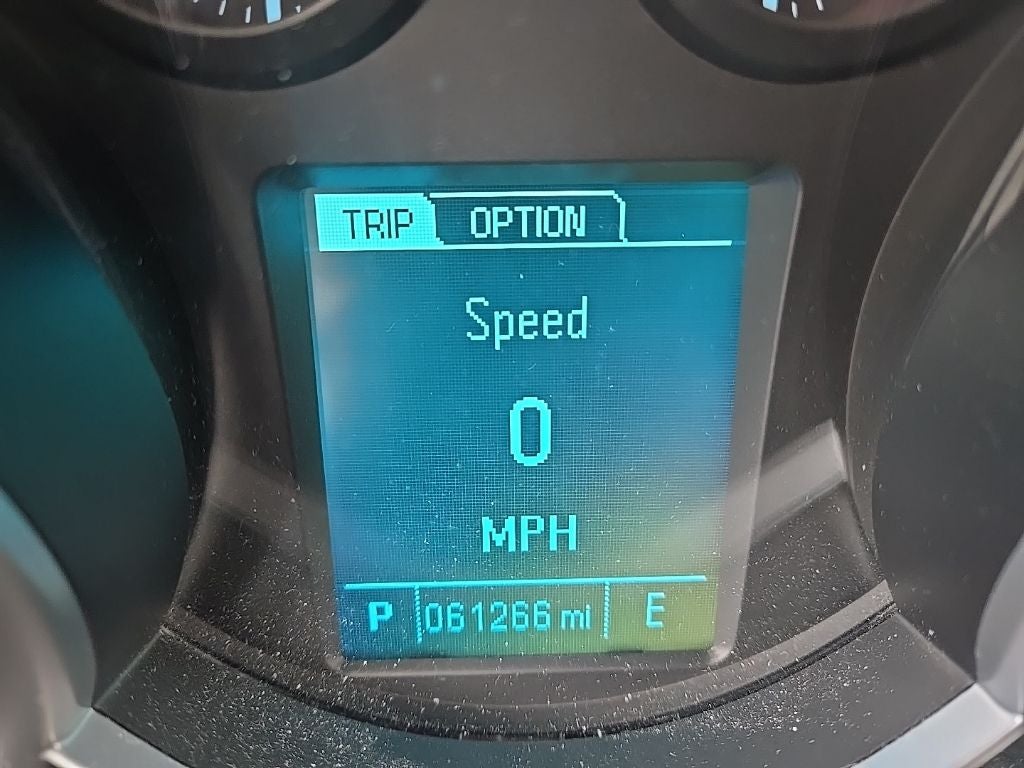 TRIP OPTION
Speed
0
MPH
P 061266 mi E